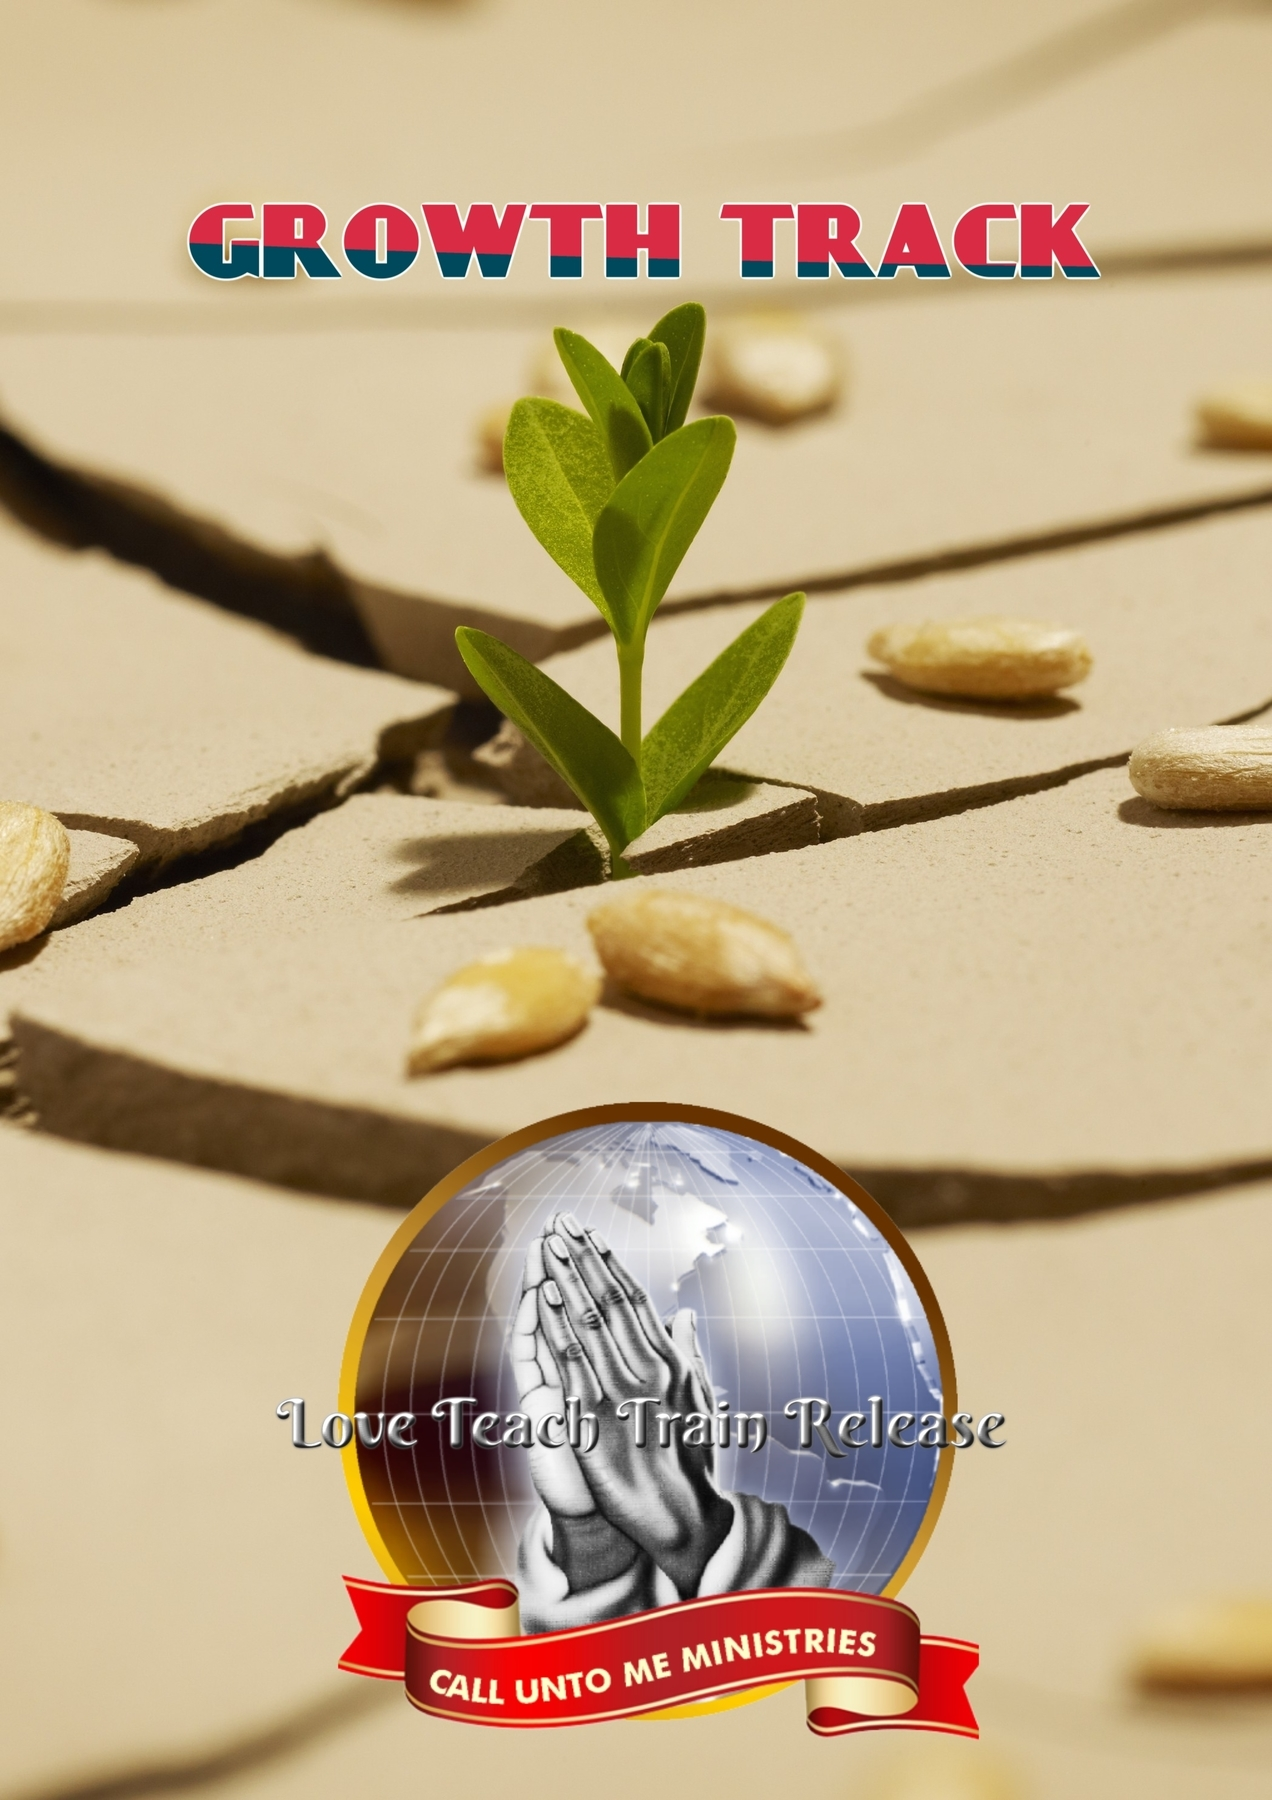 GROWTH TRACK
Love Teach Train Release
CALL UNTO ME MINISTRIES